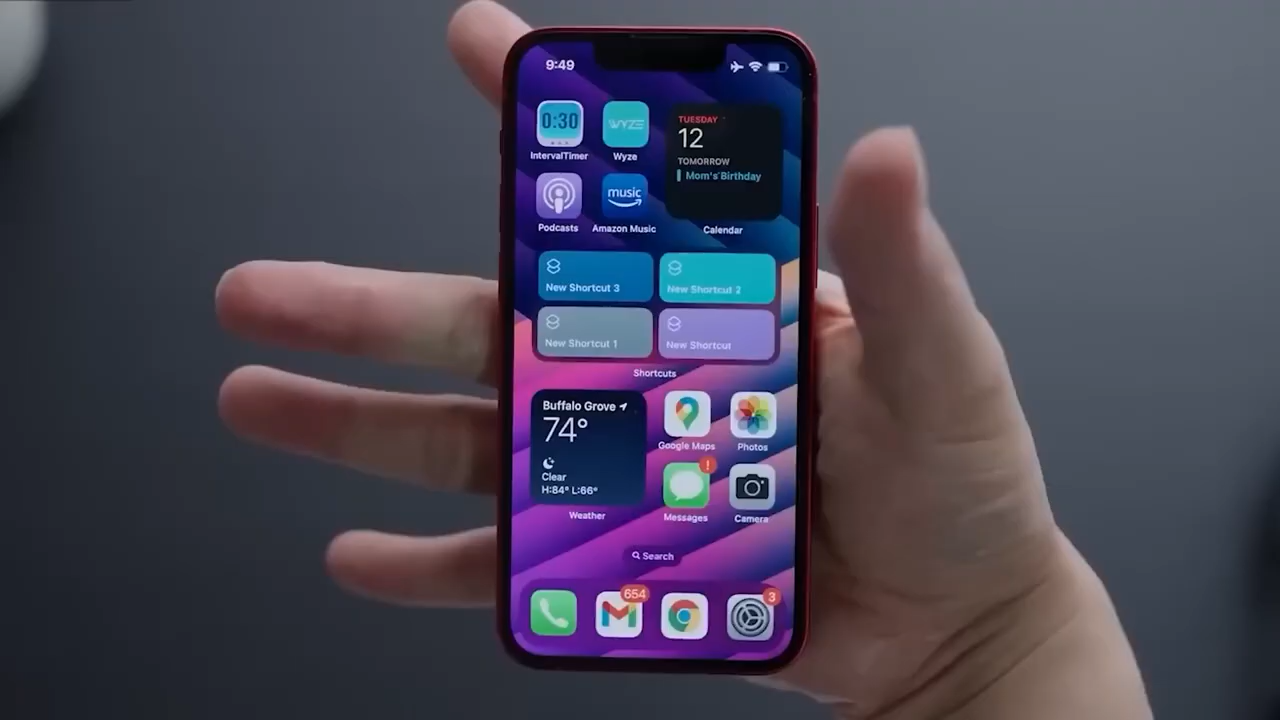 9:49
0:30
IntervalTimer
WYZE
Wyze
TUESDAY
12
TOMORROW
Mom's Birthday
Calendar
Podcasts
music
Amazon Music
New Shortcut 3
New Shortcut 2
New Shortcut 1
New Shortcut
Shortcuts
Buffalo Grove
74°
Clear
H:84° L:66°
Weather
Google Maps
Photos
!
Messages
Camera
Search
654
3